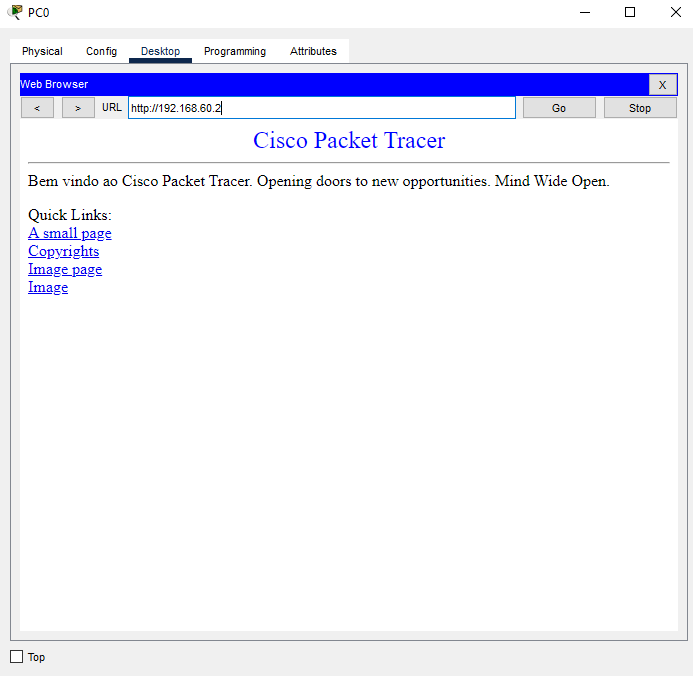 PC0
Physical Config Desktop Programming Attributes
Web Browser X
< > URL http://192.168.60.2 Go Stop
Cisco Packet Tracer
Bem vindo ao Cisco Packet Tracer. Opening doors to new opportunities. Mind Wide Open.
Quick Links:
A small page
Copyrights
Image page
Image
Top